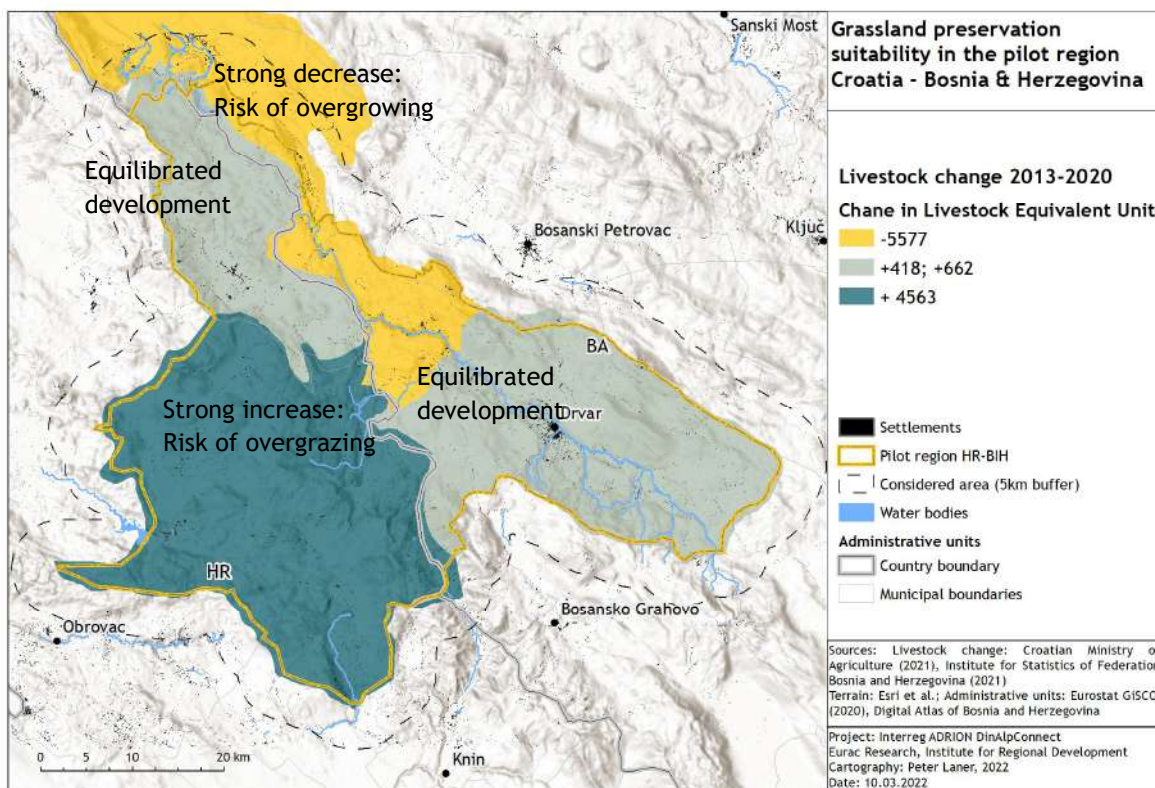 Sanski Most
Strong decrease:
Risk of overgrowing
Equilibrated
development
Bosanski Petrovac
Ključ
BA
Equilibrated
development
Drvar
Strong increase:
Risk of overgrazing
HR
Bosansko Grahovo
Obrovac
Knin
0 5 10 20 km
Grassland preservation
suitability in the pilot region
Croatia - Bosnia & Herzegovina
Livestock change 2013-2020
Chane in Livestock Equivalent Unit
-5577
+418; +662
+ 4563
Settlements
Pilot region HR-BIH
Considered area (5km buffer)
Water bodies
Administrative units
Country boundary
Municipal boundaries
Sources: Livestock change: Croatian Ministry o
Agriculture (2021), Institute for Statistics of Federation
Bosnia and Herzegovina (2021)
Terrain: Esri et al.; Administrative units: Eurostat GISCO
(2020), Digital Atlas of Bosnia and Herzegovina
Project: Interreg ADRION DinAlpConnect
Eurac Research, Institute for Regional Development
Cartography: Peter Laner, 2022
Date: 10.03.2022